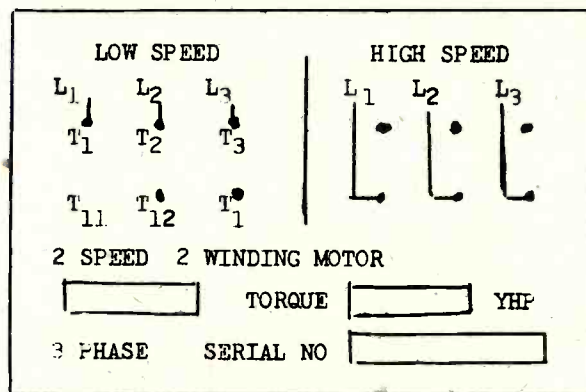 LOW SPEED HIGH SPEED
L1 L2 L3 L1 L2 L3
T1 T2 T3
T11 T12 T1
2 SPEED 2 WINDING MOTOR
TORQUE YHP
3 PHASE SERIAL NO